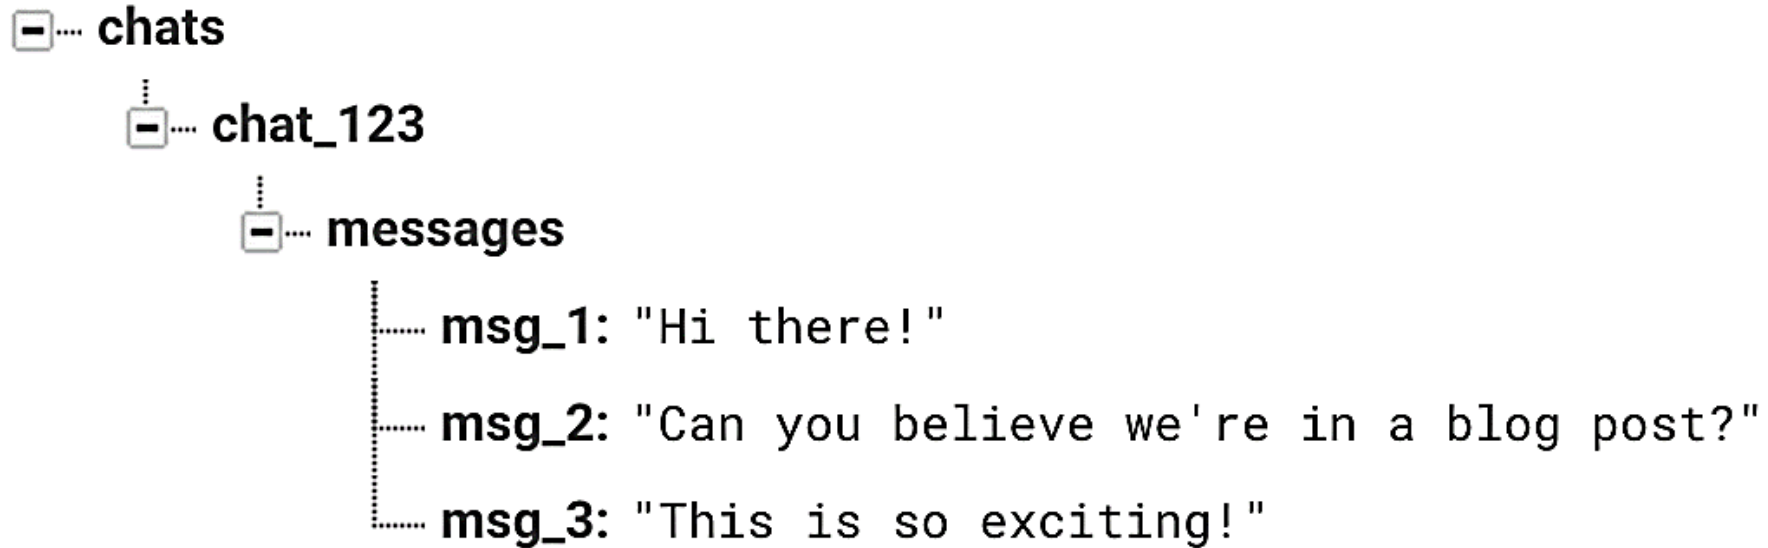 chats
chat_123
messages
msg_1: "Hi there!"
msg_2: "Can you believe we're in a blog post?"
msg_3: "This is so exciting!"